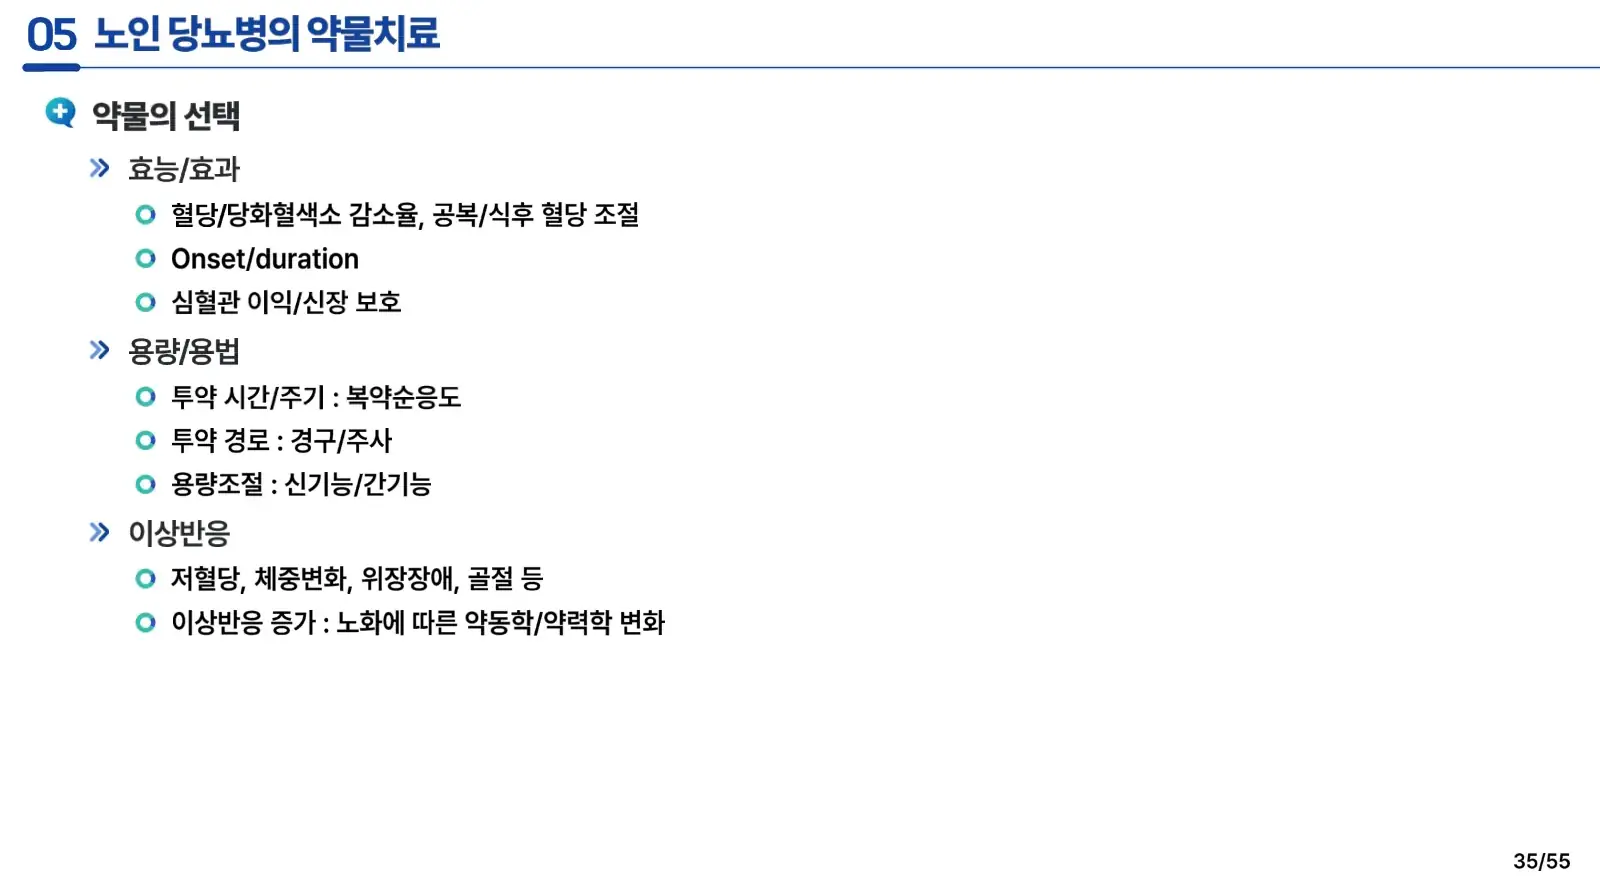 05 노인 당뇨병의 약물치료
약물의 선택
효능/효과
혈당/당화혈색소 감소율, 공복/식후 혈당 조절
Onset/duration
심혈관 이익/신장 보호
용량/용법
투약 시간/주기 : 복약순응도
투약 경로 : 경구/주사
용량조절 : 신기능/간기능
이상반응
저혈당, 체중변화, 위장장애, 골절 등
이상반응 증가 : 노화에 따른 약동학/약력학 변화
35/55